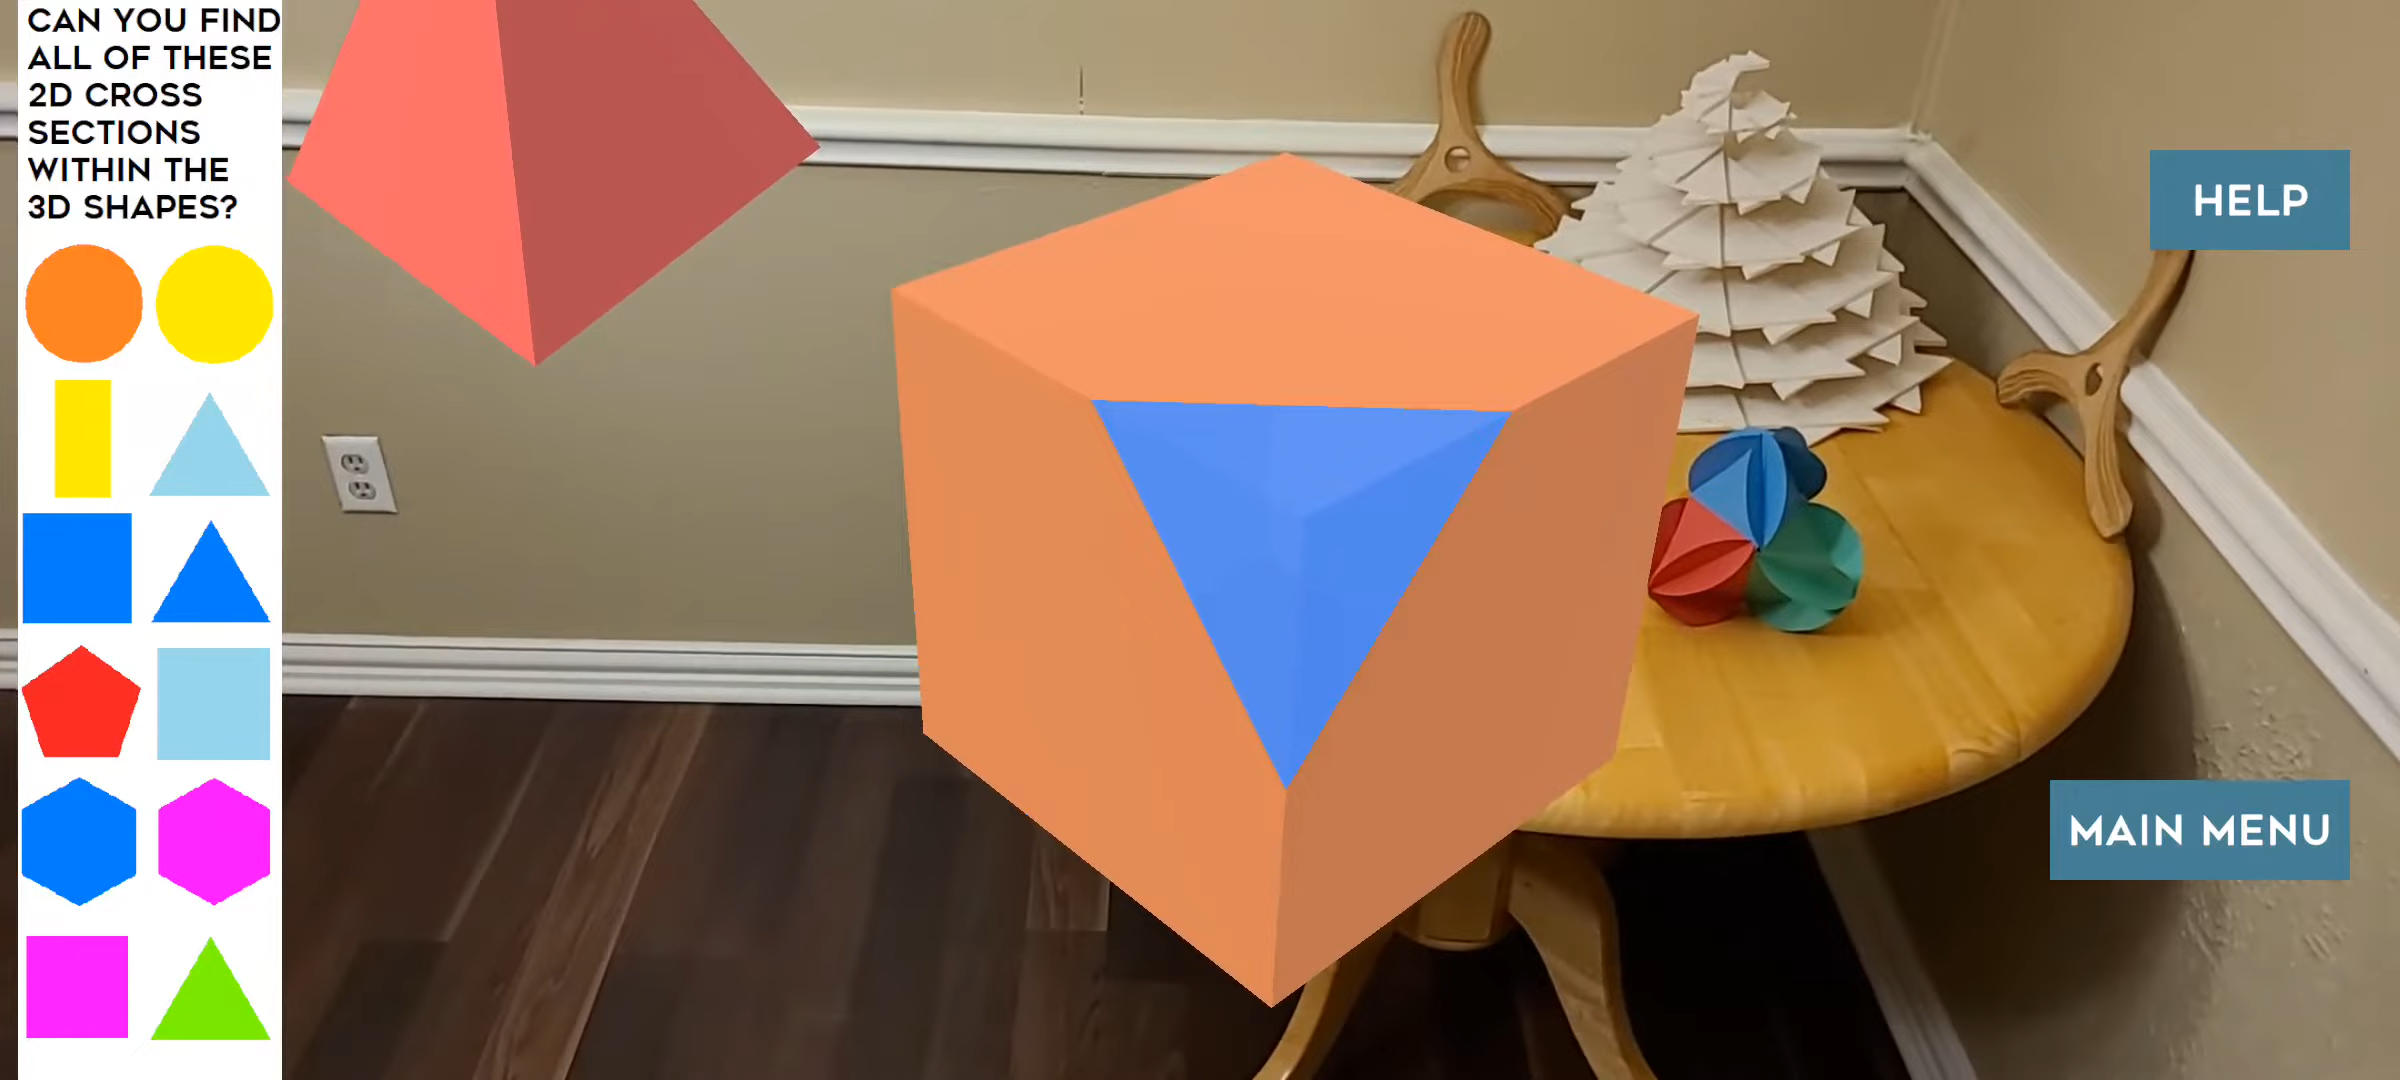 CAN YOU FIND
ALL OF THESE
2D CROSS
SECTIONS
WITHIN THE
3D SHAPES?
HELP
MAIN MENU